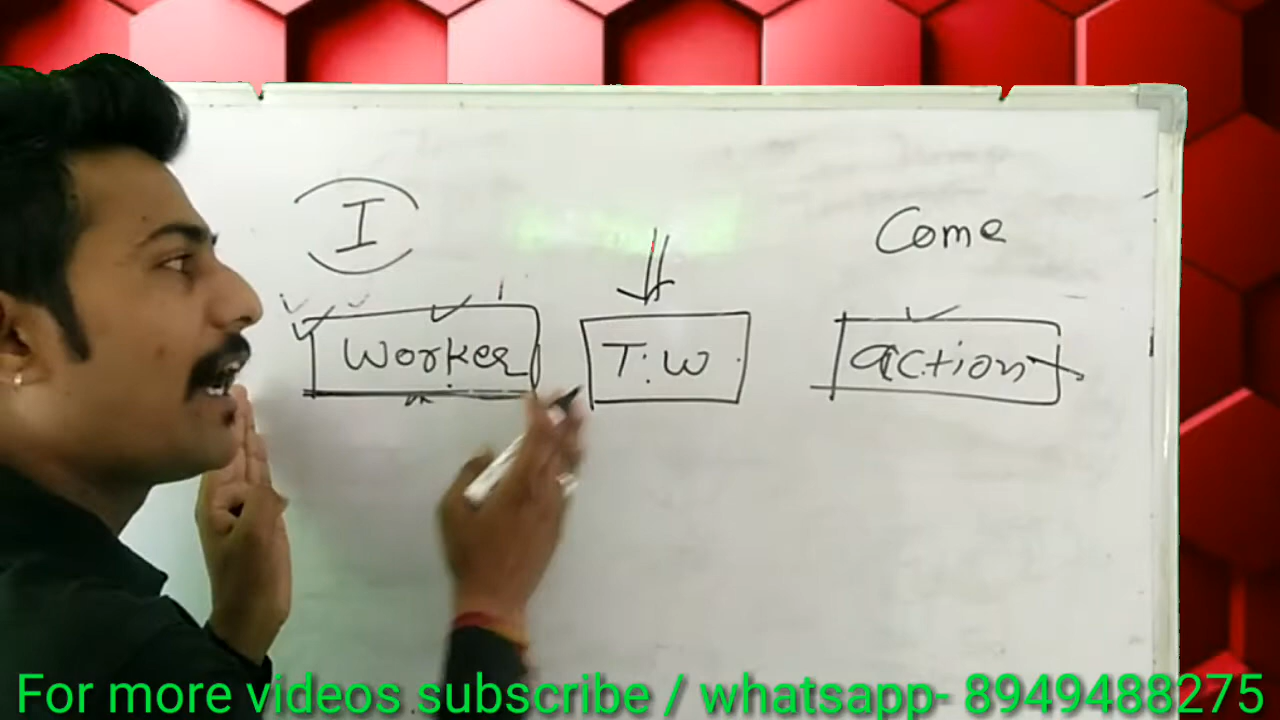 I
Come
Worker
T.W
action
For more videos subscribe / whatsapp- 8949488275